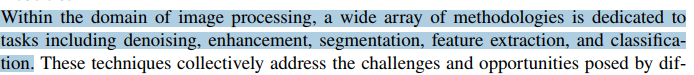 Within the domain of image processing, a wide array of methodologies is dedicated to
tasks including denoising, enhancement, segmentation, feature extraction, and classifica-
tion. These techniques collectively address the challenges and opportunities posed by dif-